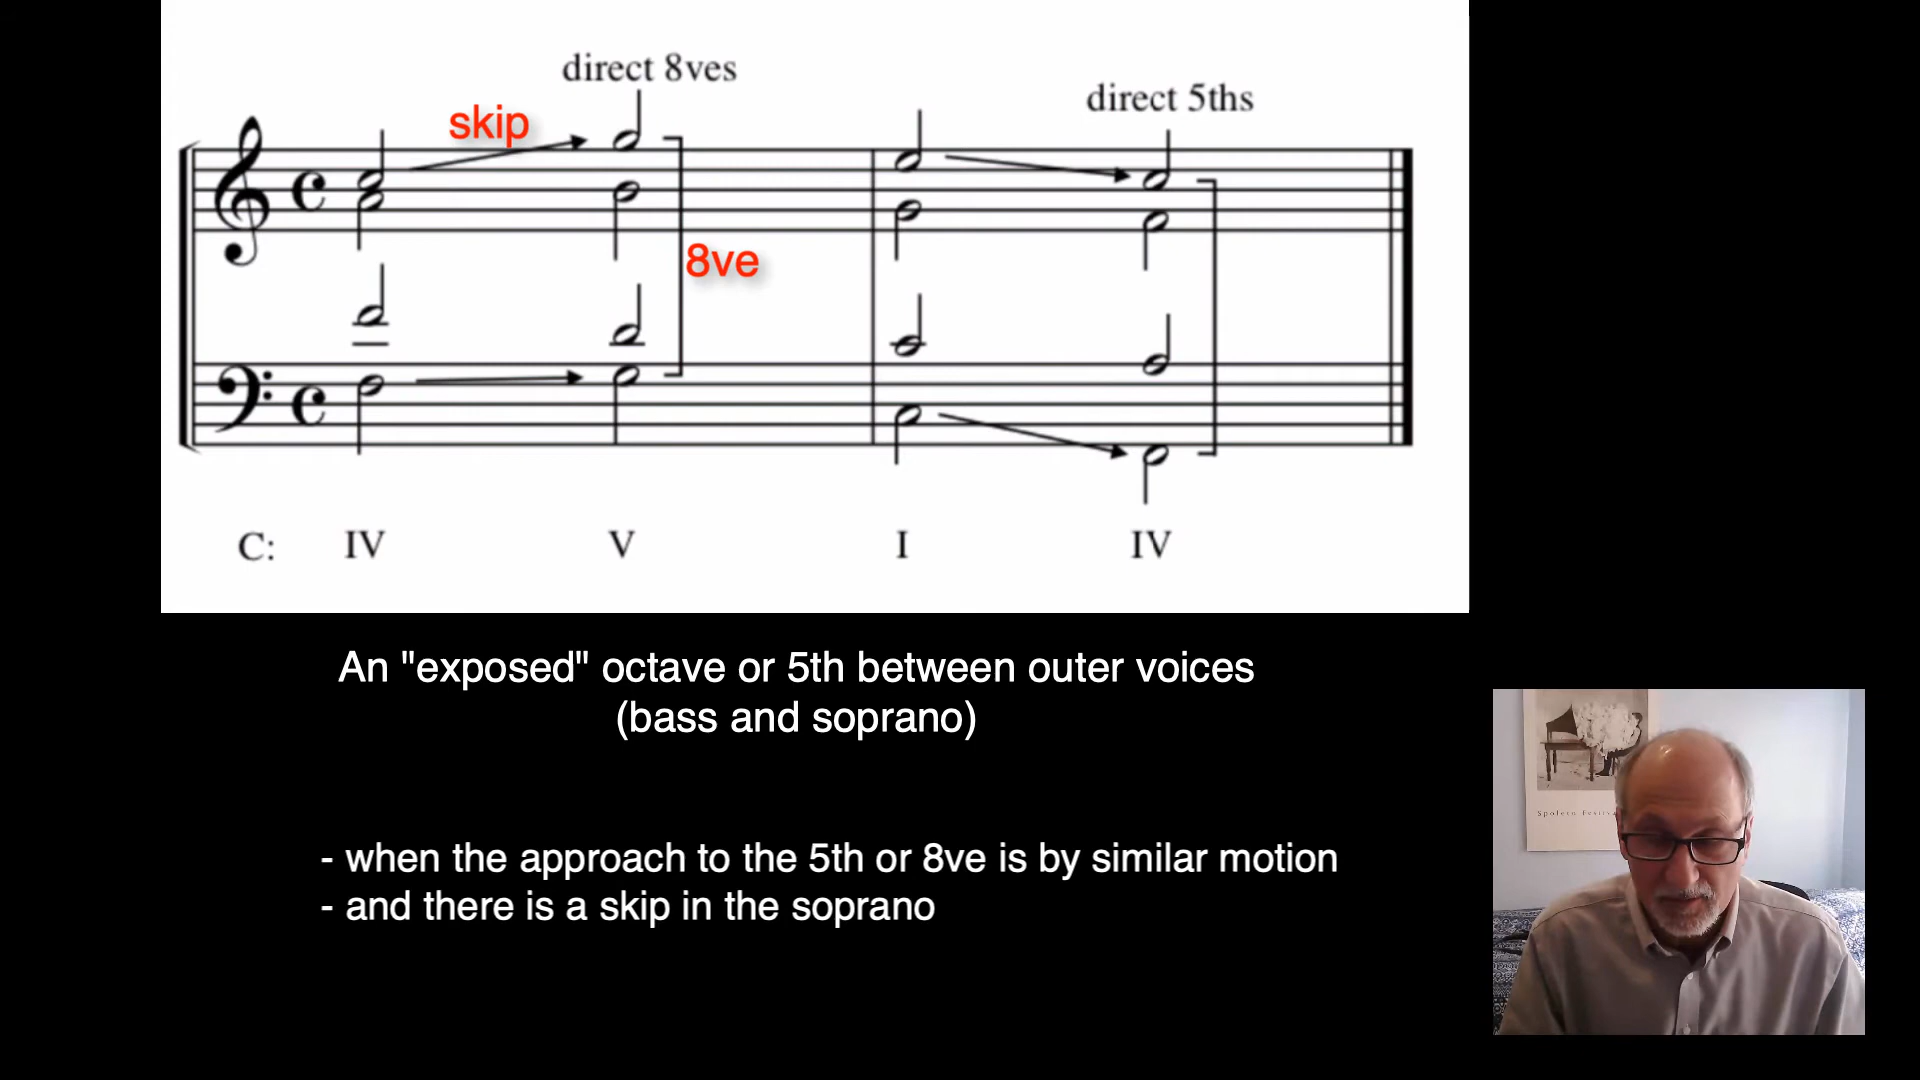 direct 8ves
skip
direct 5ths
8ve
C: IV V I IV
An "exposed" octave or 5th between outer voices
(bass and soprano)
- when the approach to the 5th or 8ve is by similar motion
- and there is a skip in the soprano
Spoleto